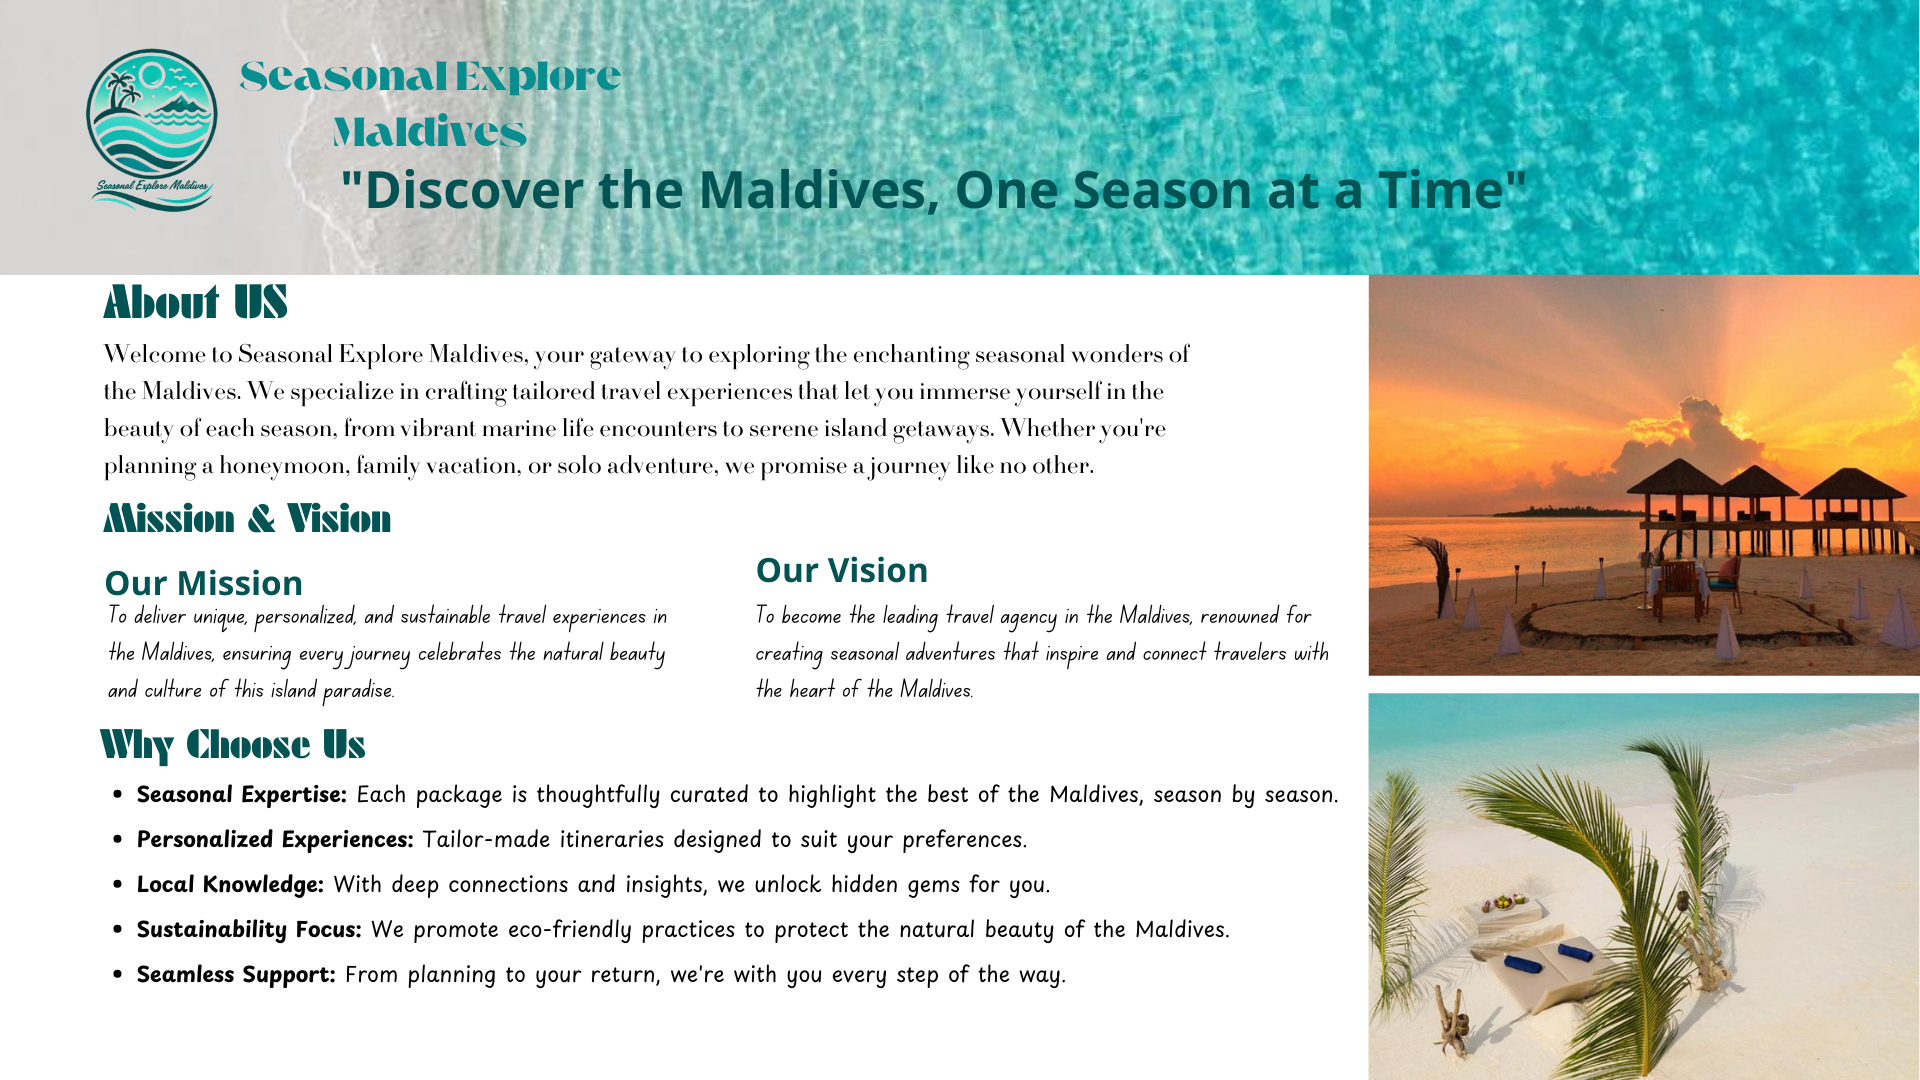 Seasonal Explore
Maldives
Seasonal Explore Maldives
"Discover the Maldives, One Season at a Time"
About US
Welcome to Seasonal Explore Maldives, your gateway to exploring the enchanting seasonal wonders of
the Maldives. We specialize in crafting tailored travel experiences that let you immerse yourself in the
beauty of each season, from vibrant marine life encounters to serene island getaways. Whether you're
planning a honeymoon, family vacation, or solo adventure, we promise a journey like no other.
Mission & Vision
Our Mission
To deliver unique, personalized, and sustainable travel experiences in
the Maldives, ensuring every journey celebrates the natural beauty
and culture of this island paradise.
Our Vision
To become the leading travel agency in the Maldives, renowned for
creating seasonal adventures that inspire and connect travelers with
the heart of the Maldives.
Why Choose Us
• Seasonal Expertise: Each package is thoughtfully curated to highlight the best of the Maldives, season by season.
• Personalized Experiences: Tailor-made itineraries designed to suit your preferences.
• Local Knowledge: With deep connections and insights, we unlock hidden gems for you.
• Sustainability Focus: We promote eco-friendly practices to protect the natural beauty of the Maldives.
• Seamless Support: From planning to your return, we're with you every step of the way.